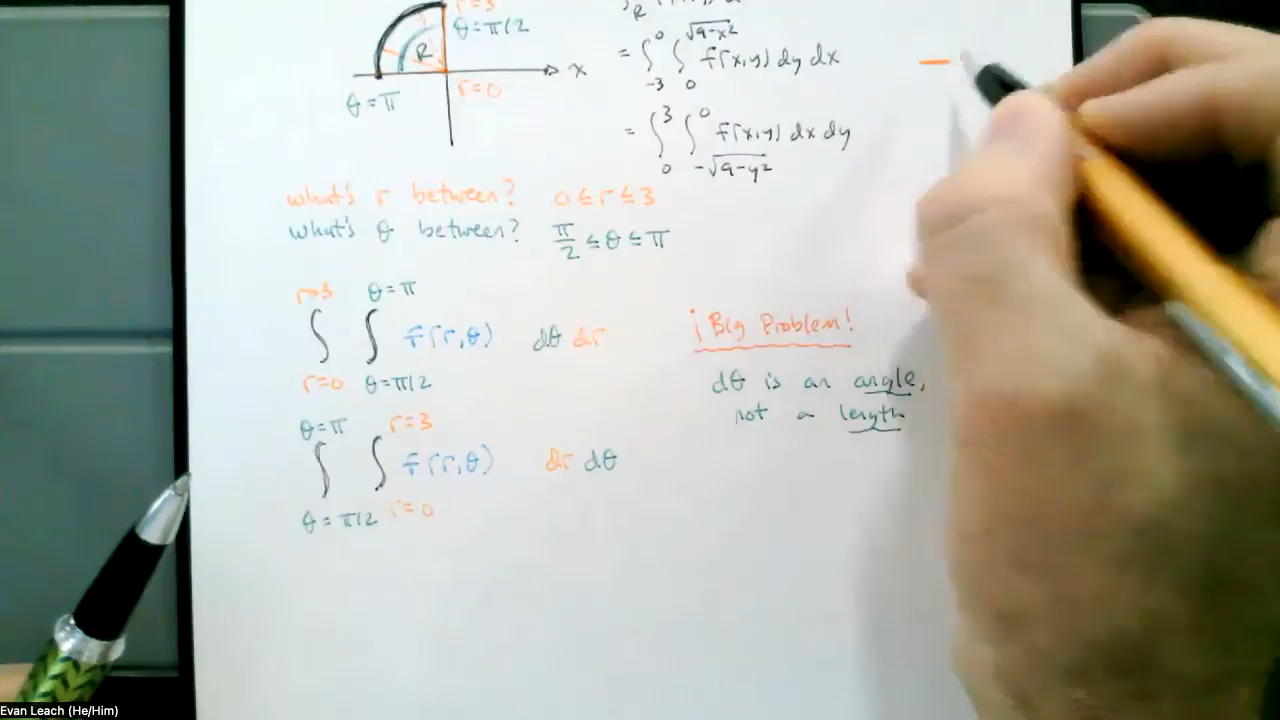 r=3
θ=π/2
R
x
θ=π
r=0
= ∫_{-3}^{0} ∫_{0}^{√(9-x²)} f(x,y) dy dx
= ∫_{0}^{3} ∫_{-√(9-y²)}^{0} f(x,y) dx dy
what's r between? 0 ≤ r ≤ 3
what's θ between? π/2 ≤ θ ≤ π
r=3 θ=π
∫ ∫ f(r,θ) dθ dr
r=0 θ=π/2
¡Big Problem!
dθ is an angle,
not a length
θ=π r=3
∫ ∫ f(r,θ) dr dθ
θ=π/2 r=0
Evan Leach (He/Him)